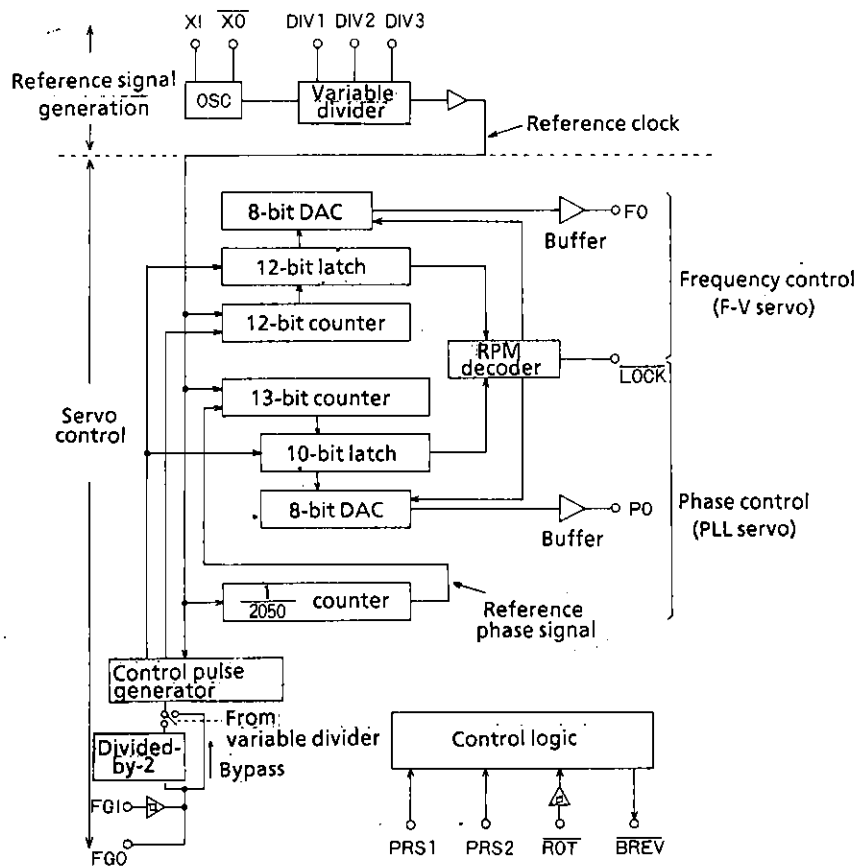 XI XO DIV1 DIV2 DIV3
Reference signal
generation
OSC
Variable
divider
Reference clock
8-bit DAC
FO
Buffer
12-bit latch
12-bit counter
Frequency control
(F-V servo)
RPM
decoder
LOCK
13-bit counter
Servo
control
10-bit latch
8-bit DAC
PO
Buffer
Phase control
(PLL servo)
1/2050 counter
Reference
phase signal
Control pulse
generator
From
variable divider
Divided-
by-2
Bypass
Control logic
FGI
FGO
PRS1 PRS2 ROT BREV